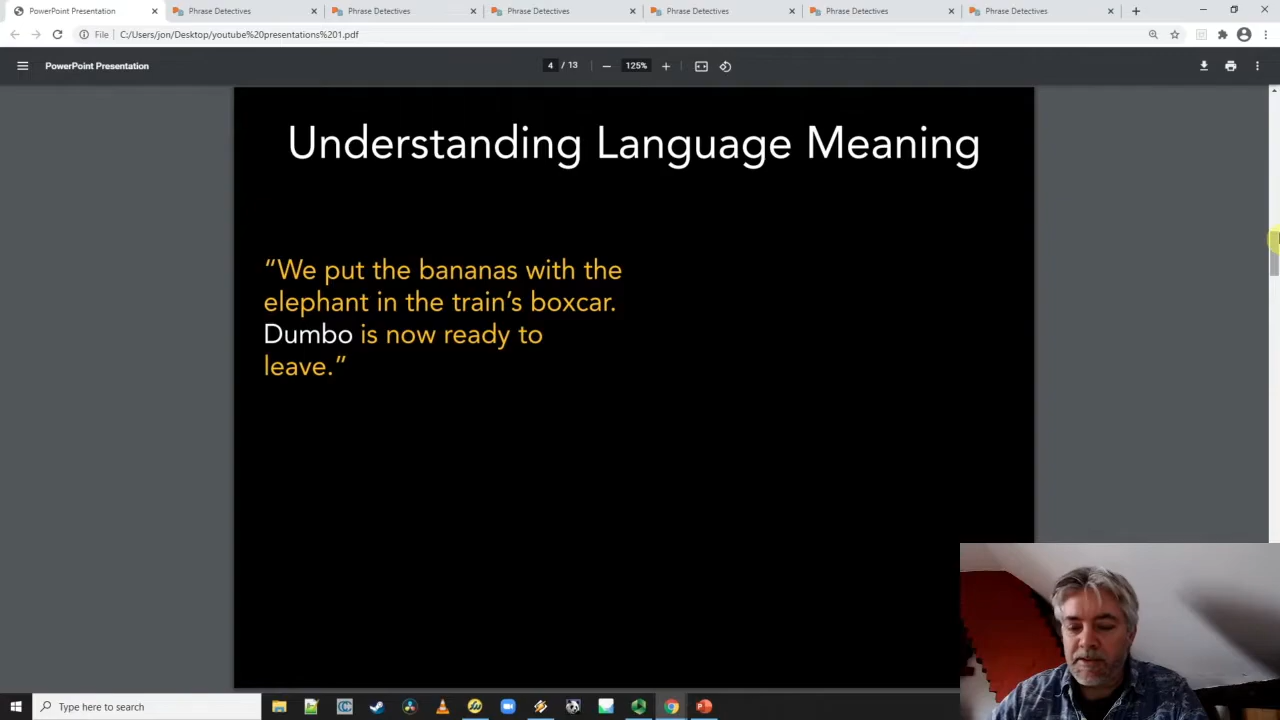 PowerPoint Presentation
Phrase Detectives
Phrase Detectives
Phrase Detectives
Phrase Detectives
Phrase Detectives
Phrase Detectives
File C:/Users/jon/Desktop/youtube%20presentations%201.pdf
PowerPoint Presentation
4 / 13
125%
Understanding Language Meaning
“We put the bananas with the
elephant in the train’s boxcar.
Dumbo is now ready to
leave.”
Type here to search